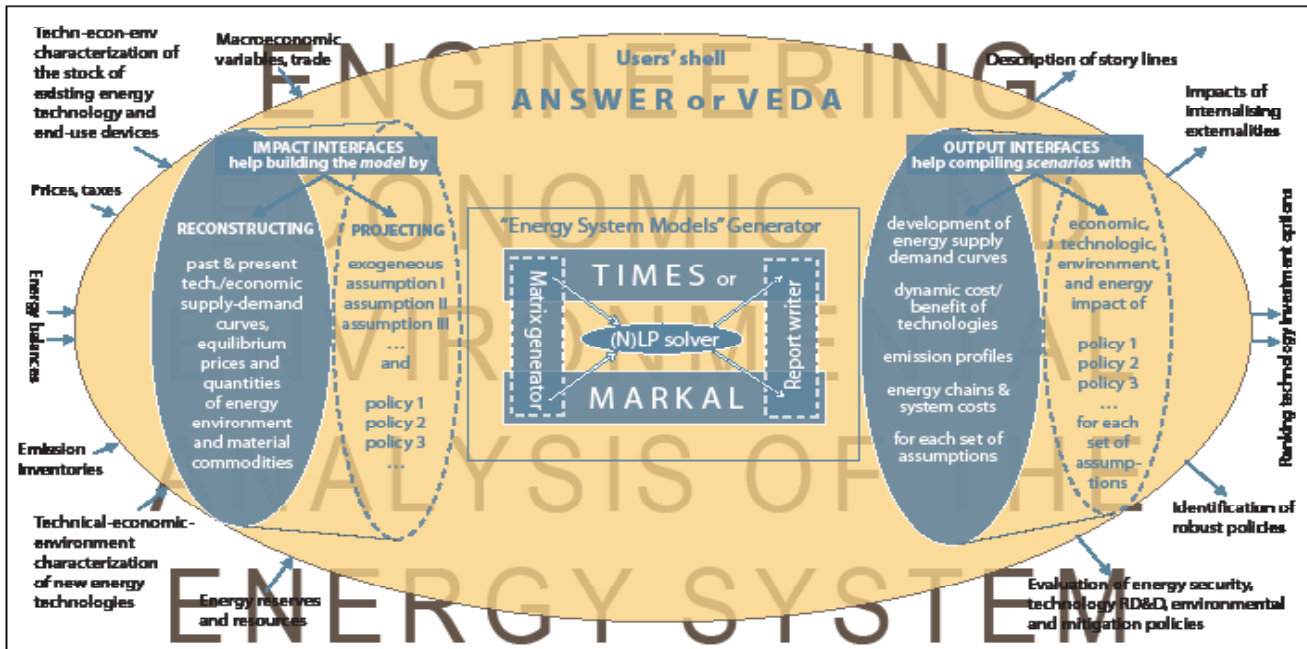 ENGINEERING
ECONOMIC AND
ENVIRONMENTAL
ANALYSIS OF THE
ENERGY SYSTEM
Techn-econ-env
characterization of
the stock of
existing energy
technology and
end-use devices
Macroeconomic
variables, trade
Prices, taxes
Energy balances
Emission
inventories
Technical-economic-
environment
characterization
of new energy
technologies
Energy reserves
and resources
Users' shell
ANSWER or VEDA
IMPACT INTERFACES
help building the model by
RECONSTRUCTING
past & present
tech./economic
supply-demand
curves,
equilibrium
prices and
quantities
of energy
environment
and material
commodities
PROJECTING
exogeneous
assumption I
assumption II
assumption III
...
and
policy 1
policy 2
policy 3
...
"Energy System Models" Generator
TIMES or
Matrix generator
(N)LP solver
Report writer
MARKAL
OUTPUT INTERFACES
help compiling scenarios with
development of
energy supply
demand curves
dynamic cost/
benefit of
technologies
emission profiles
energy chains &
system costs
for each set of
assumptions
economic,
technologic,
environment,
and energy
impact of
policy 1
policy 2
policy 3
...
for each
set of
assump-
tions
Description of story lines
Impacts of
internalising
externalities
Ranking technology investment options
Identification of
robust policies
Evaluation of energy security,
technology RD&D, environmental
and mitigation policies